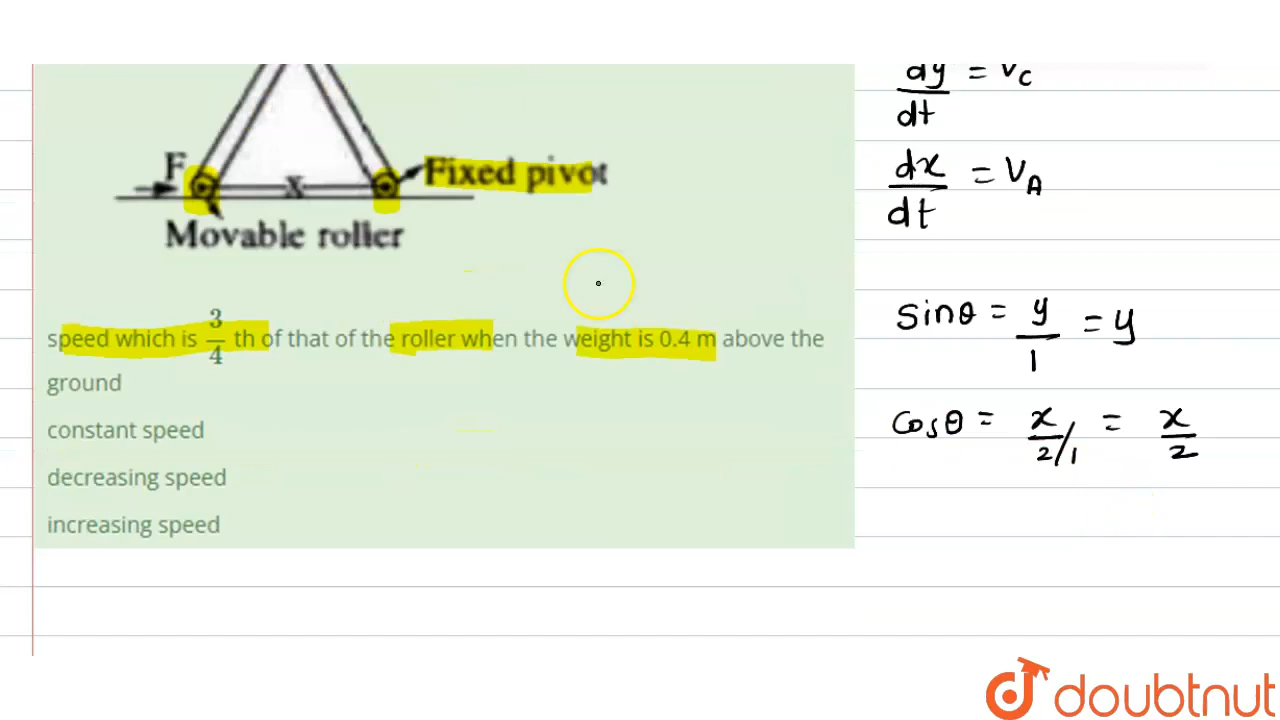 F
x
Fixed pivot
Movable roller
speed which is 3/4 th of that of the roller when the weight is 0.4 m above the
ground
constant speed
decreasing speed
increasing speed
dy/dt = VC
dx/dt = VA
sinθ = y/1 = y
cosθ = x/2/1 = x/2
doubtnut